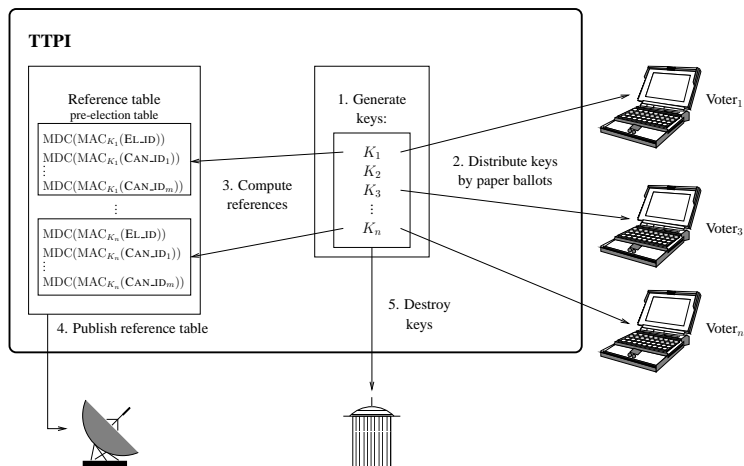 TTPI
Reference table
pre-election table
MDC(MAC_{K_1}(EL_ID))
MDC(MAC_{K_1}(CAN_ID_1))
⋮
MDC(MAC_{K_1}(CAN_ID_m))
⋮
MDC(MAC_{K_n}(EL_ID))
MDC(MAC_{K_n}(CAN_ID_1))
⋮
MDC(MAC_{K_n}(CAN_ID_m))
4. Publish reference table
3. Compute
references
1. Generate
keys:
K_1
K_2
K_3
⋮
K_n
5. Destroy
keys
2. Distribute keys
by paper ballots
Voter_1
Voter_3
Voter_n